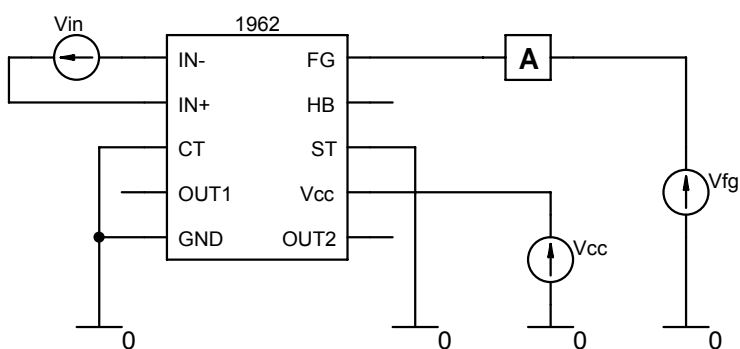 Vin
1962
IN- FG
IN+ HB
CT ST
OUT1 Vcc
GND OUT2
A
Vfg
Vcc
0 0 0 0